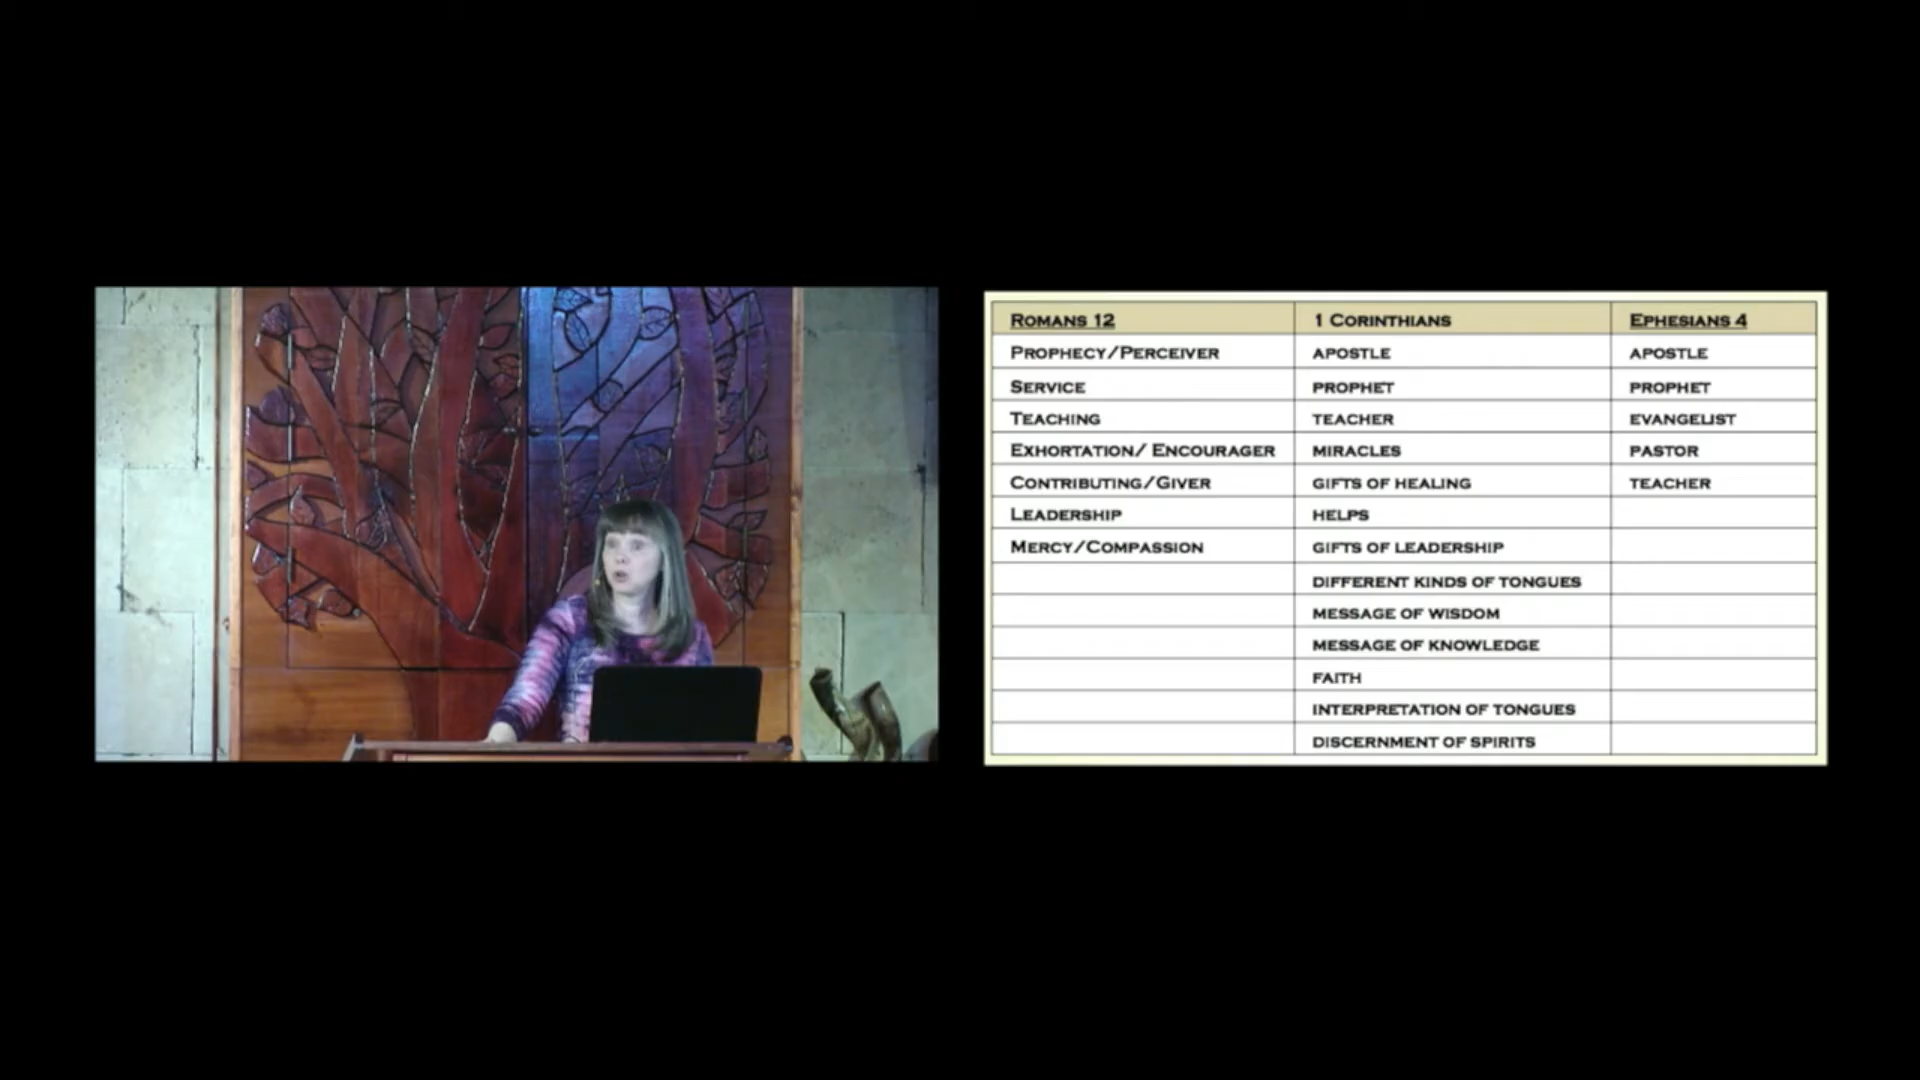 ROMANS 12 1 CORINTHIANS EPHESIANS 4
PROPHECY/PERCEIVER APOSTLE APOSTLE
SERVICE PROPHET PROPHET
TEACHING TEACHER EVANGELIST
EXHORTATION/ ENCOURAGER MIRACLES PASTOR
CONTRIBUTING/GIVER GIFTS OF HEALING TEACHER
LEADERSHIP HELPS
MERCY/COMPASSION GIFTS OF LEADERSHIP
DIFFERENT KINDS OF TONGUES
MESSAGE OF WISDOM
MESSAGE OF KNOWLEDGE
FAITH
INTERPRETATION OF TONGUES
DISCERNMENT OF SPIRITS